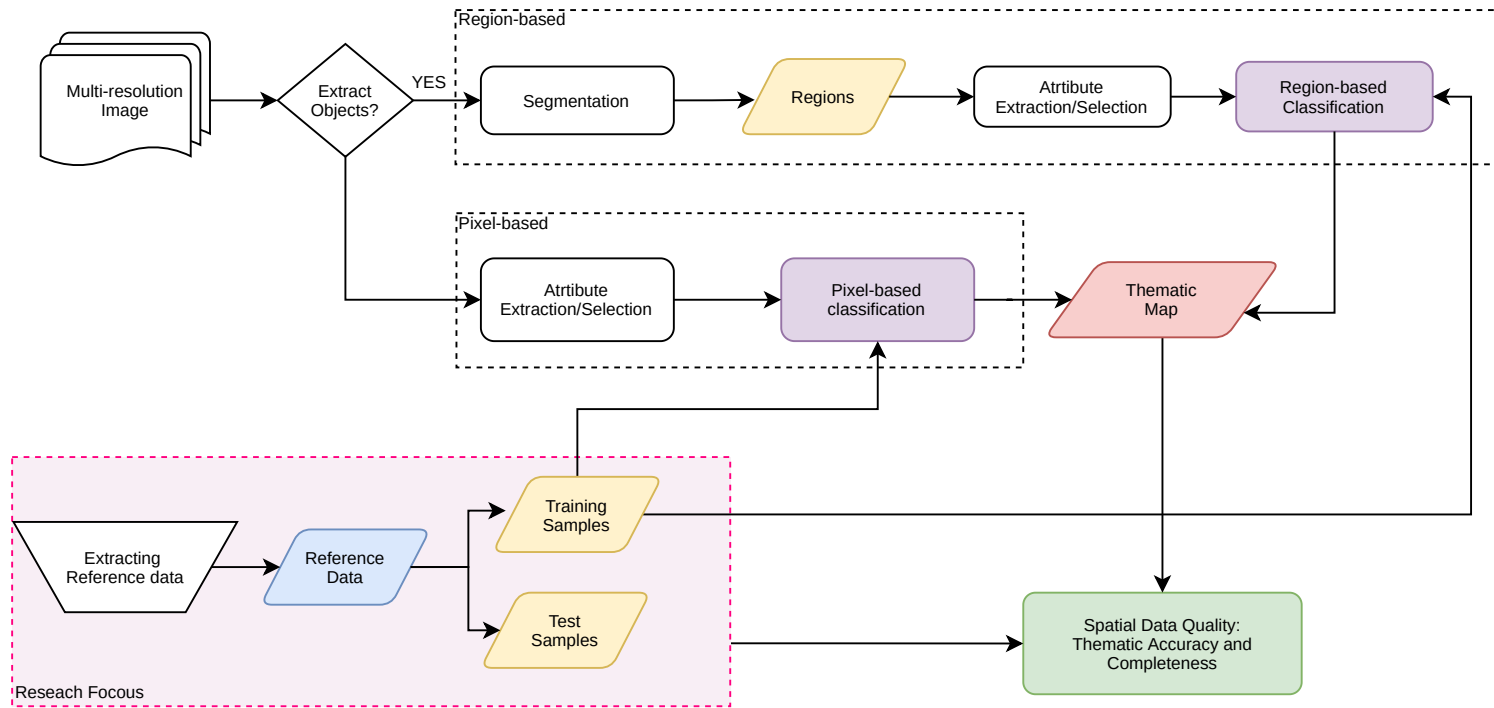 Region-based
Multi-resolution
Image
Extract
Objects?
YES
Segmentation
Regions
Atrtibute
Extraction/Selection
Region-based
Classification
Pixel-based
Atrtibute
Extraction/Selection
Pixel-based
classification
Thematic
Map
Extracting
Reference data
Reference
Data
Training
Samples
Test
Samples
Spatial Data Quality:
Thematic Accuracy and
Completeness
Reseach Focous